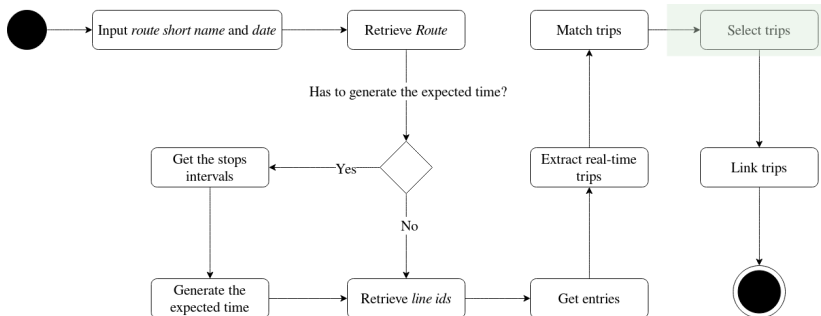 Input route short name and date
Retrieve Route
Match trips
Select trips
Has to generate the expected time?
Get the stops
intervals
Yes
Extract real-time
trips
Link trips
No
Generate the
expected time
Retrieve line ids
Get entries